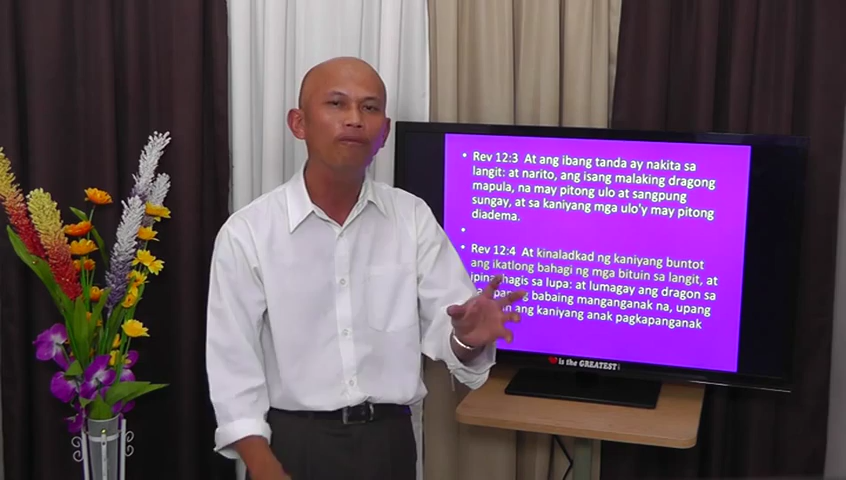 • Rev 12:3 At ang ibang tanda ay nakita sa
langit: at narito, ang isang malaking dragong
mapula, na may pitong ulo at sangpung
sungay, at sa kaniyang mga ulo'y may pitong
diadema.
•
• Rev 12:4 At kinaladkad ng kaniyang buntot
ang ikatlong bahagi ng mga bituin sa langit, at
sa lupa: at lumagay ang dragon sa
babaing manganganak na, upang
ang kaniyang anak pagkapanganak
is the GREATEST!